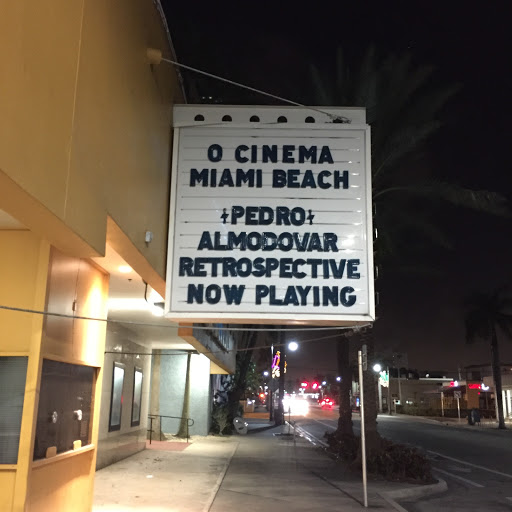 O CINEMA
MIAMI BEACH
PEDRO
ALMODOVAR
RETROSPECTIVE
NOW PLAYING